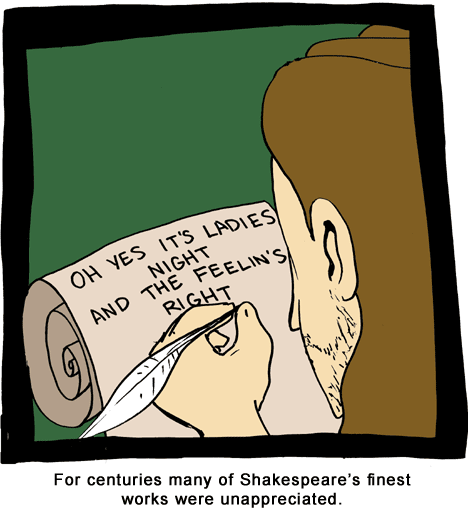 OH YES IT'S LADIES
NIGHT
AND THE FEELIN'S
RIGHT
For centuries many of Shakespeare's finest
works were unappreciated.